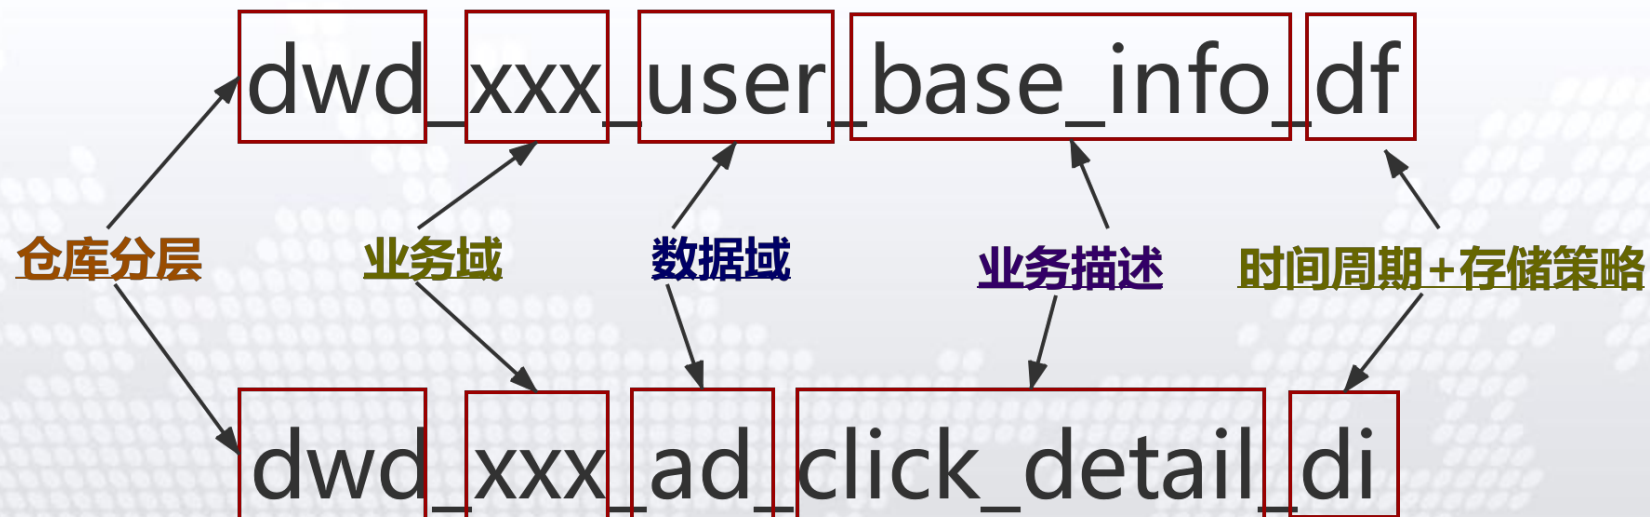 dwd_xxx_user_base_info_df
仓库分层 业务域 数据域 业务描述 时间周期+存储策略
dwd_xxx_ad_click_detail_di